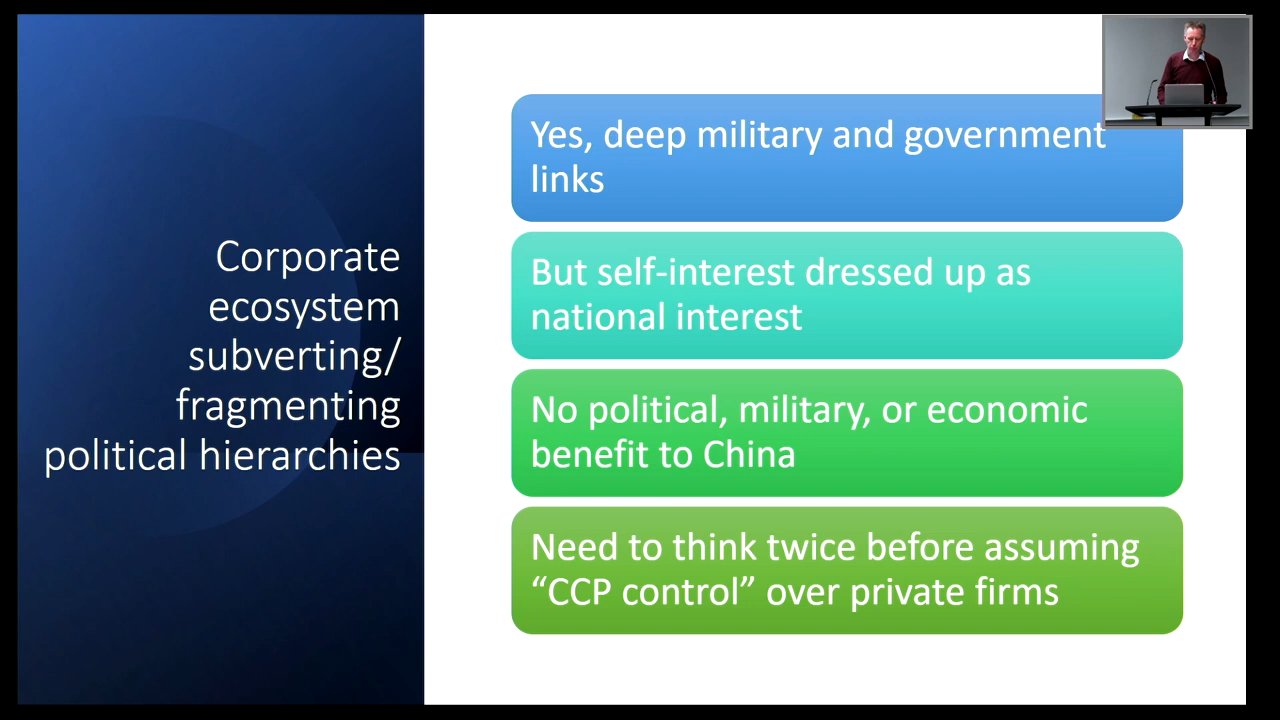 Corporate
ecosystem
subverting/
fragmenting
political hierarchies
Yes, deep military and government
links
But self-interest dressed up as
national interest
No political, military, or economic
benefit to China
Need to think twice before assuming
“CCP control” over private firms